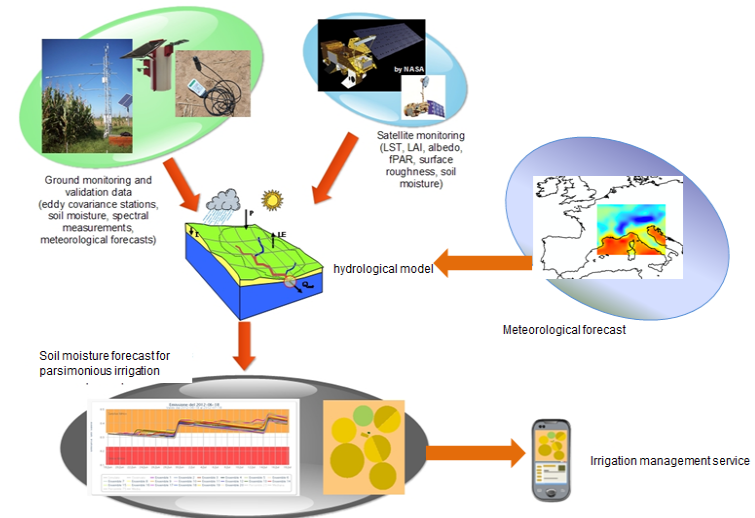 by NASA
Satellite monitoring
(LST, LAI, albedo,
fPAR, surface
roughness, soil
moisture)
Ground monitoring and
validation data
(eddy covariance stations,
soil moisture, spectral
measurements,
meteorological forecasts)
P
LE
hydrological model
Meteorological forecast
Soil moisture forecast for
parsimonious irrigation
Irrigation management service